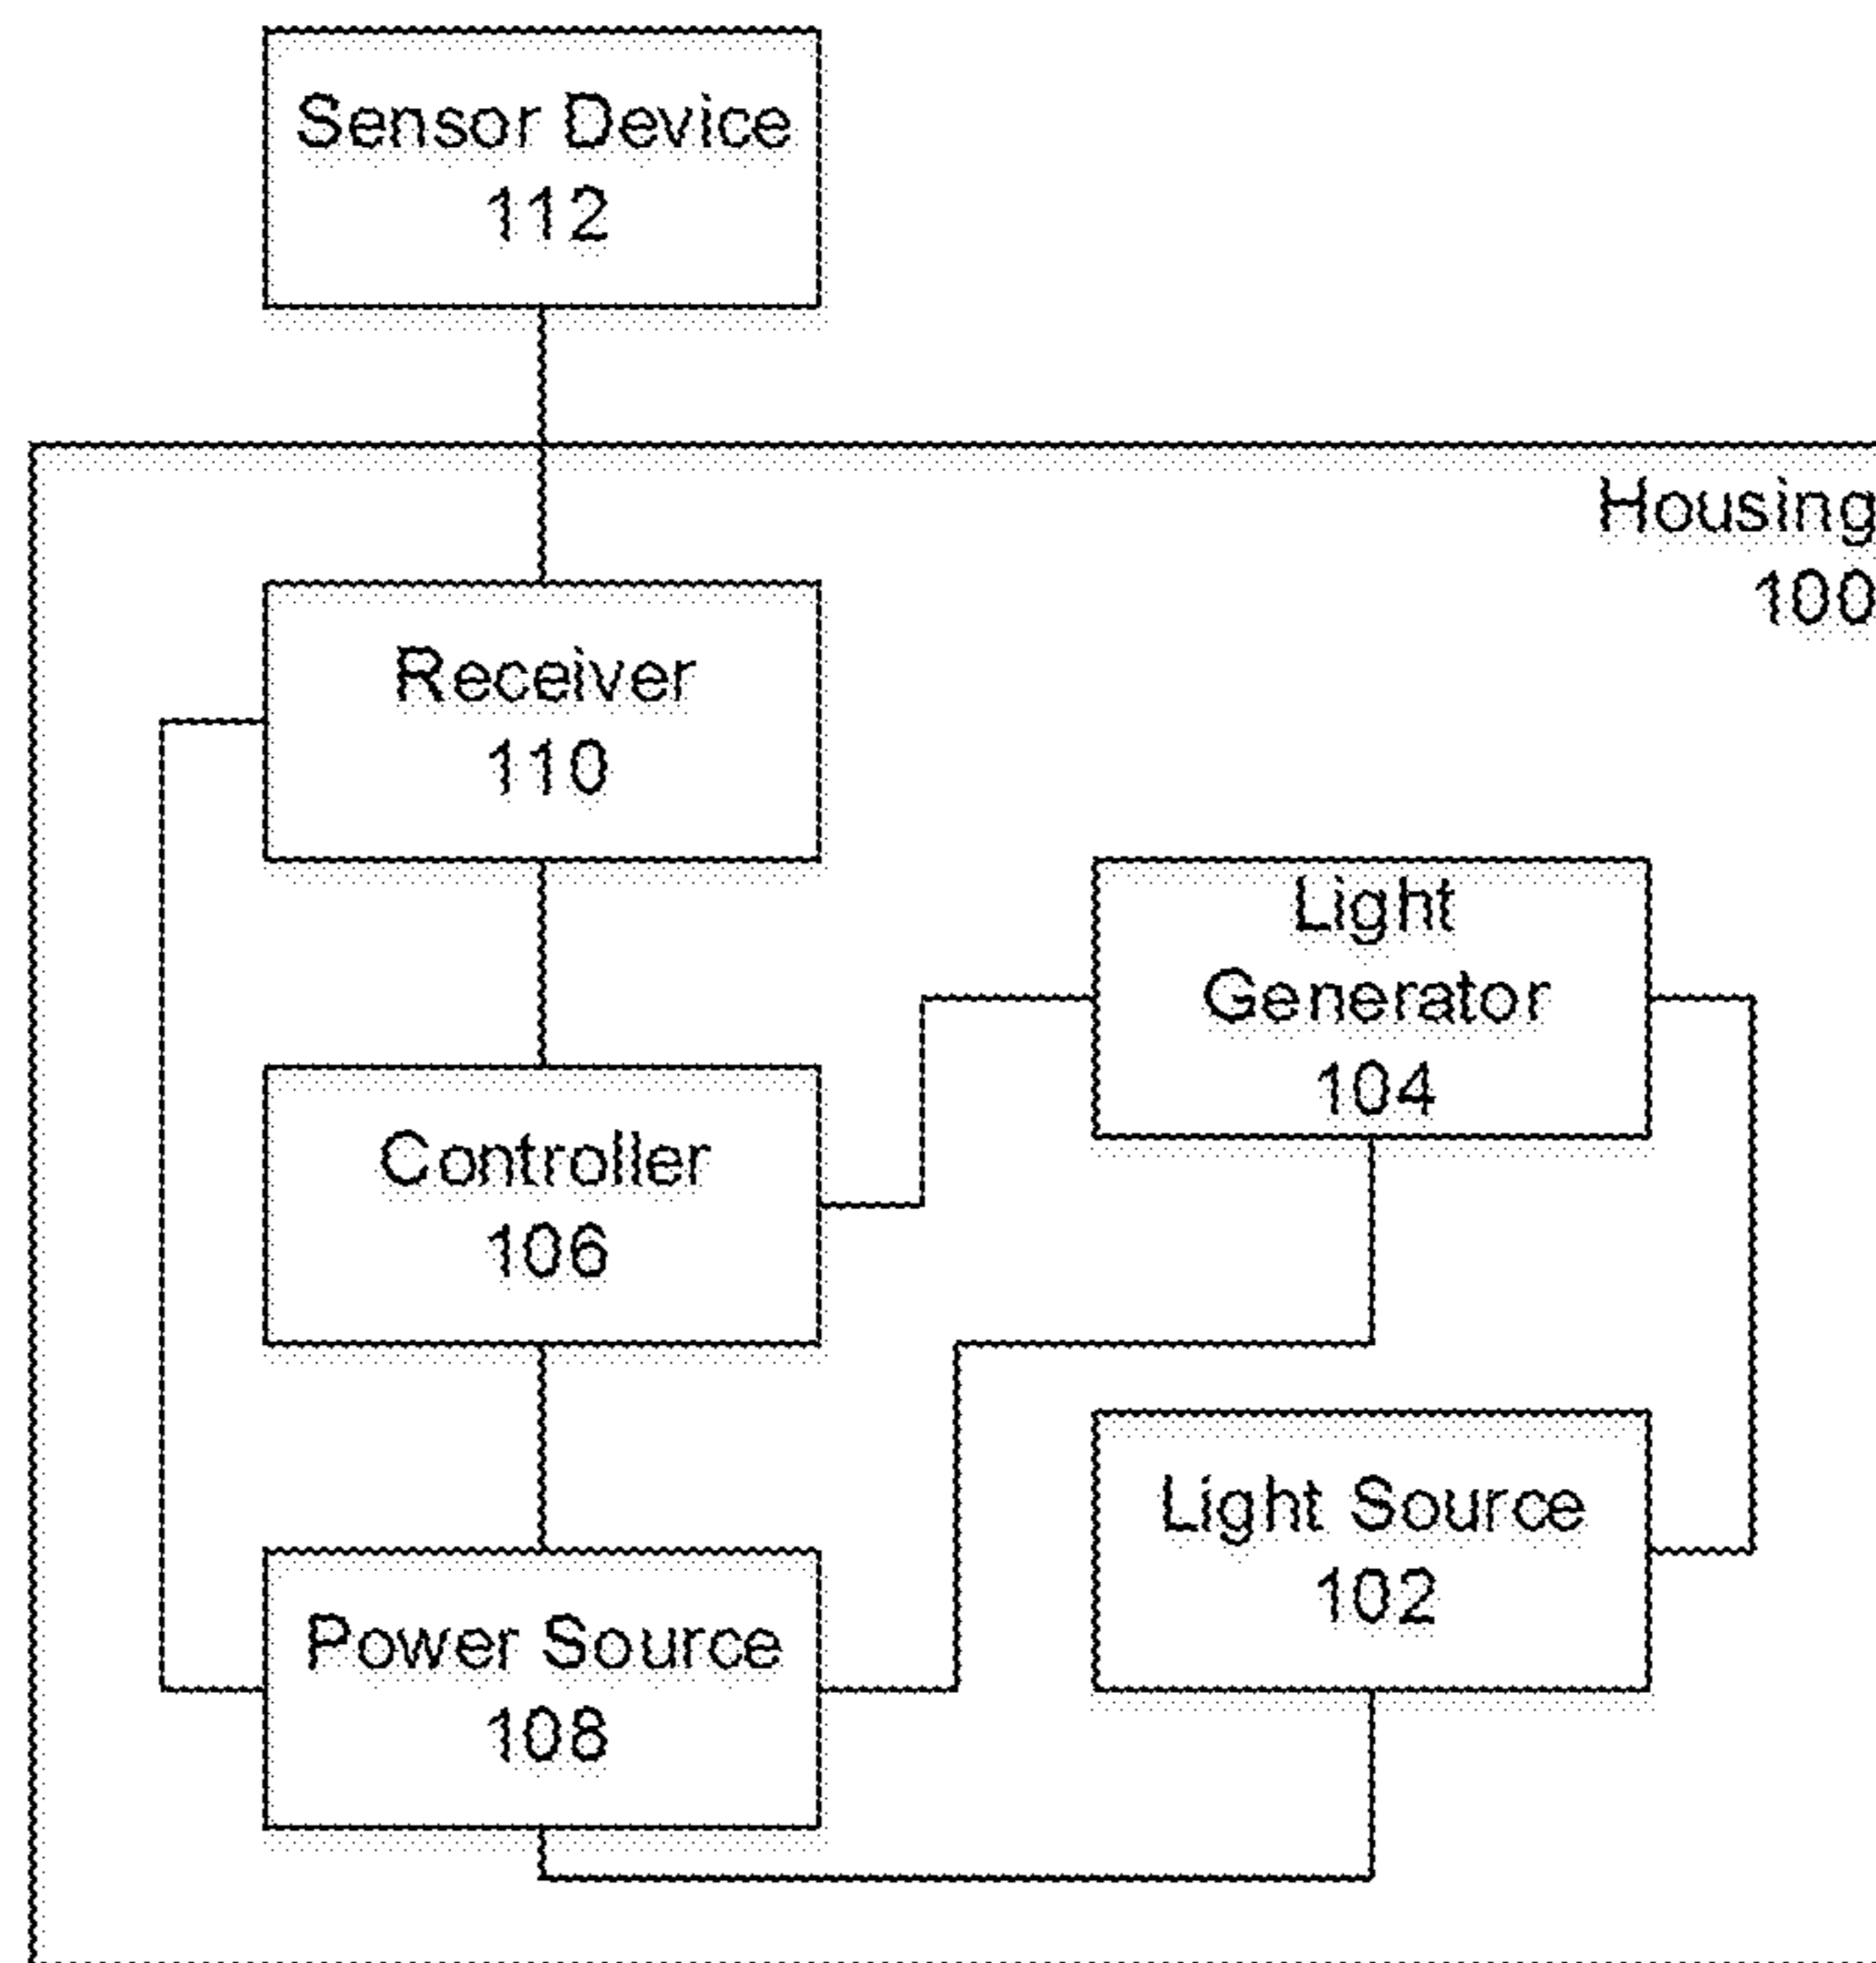 Sensor Device
112
Housing
100
Receiver
110
Light
Generator
104
Controller
106
Light Source
102
Power Source
108